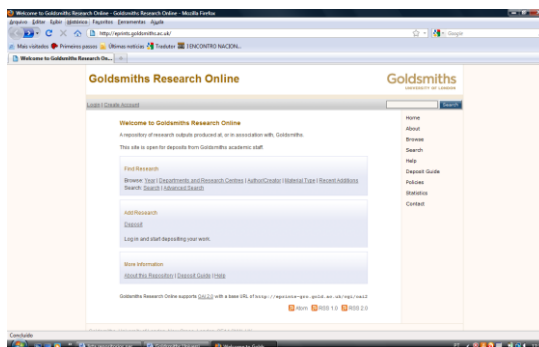 Welcome to Goldsmiths Research Online - Goldsmiths Research Online - Mozilla Firefox
Arquivo Editar Exibir Histórico Favoritos Ferramentas Ajuda
http://eprints.goldsmiths.ac.uk/
Google
Mais visitados Primeiros passos Últimas notícias Tradutor I ENCONTRO NACION...
Welcome to Goldsmiths Research On...
Goldsmiths Research Online
Goldsmiths
UNIVERSITY OF LONDON
Login | Create Account
Search
Welcome to Goldsmiths Research Online
A repository of research outputs produced at, or in association with, Goldsmiths.
This site is open for deposits from Goldsmiths academic staff.
Find Research
Browse: Year | Departments and Research Centres | Author/Creator | Material Type | Recent Additions
Search: Search | Advanced Search
Add Research
Deposit
Log in and start depositing your work.
More Information
About this Repository | Deposit Guide | Help
Goldsmiths Research Online supports OAI 2.0 with a base URL of http://eprints-gro.gold.ac.uk/cgi/oai2
Atom RSS 1.0 RSS 2.0
Home
About
Browse
Search
Help
Deposit Guide
Policies
Statistics
Contact
Concluído